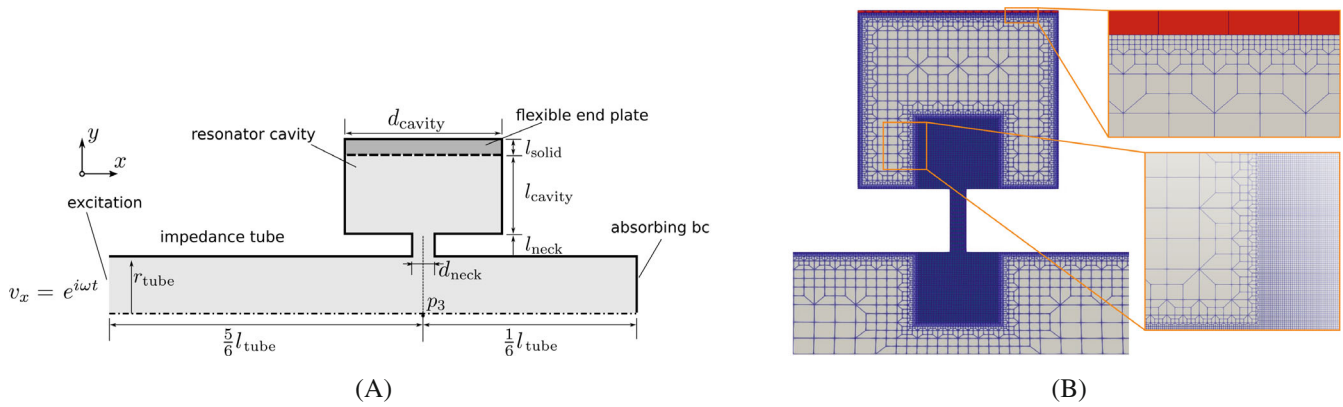 d_cavity
flexible end plate
resonator cavity
y
l_solid
x
l_cavity
excitation
absorbing bc
impedance tube
l_neck
d_neck
r_tube
v_x = e^{iωt}
p_3
5/6 l_tube
1/6 l_tube
(A)
(B)